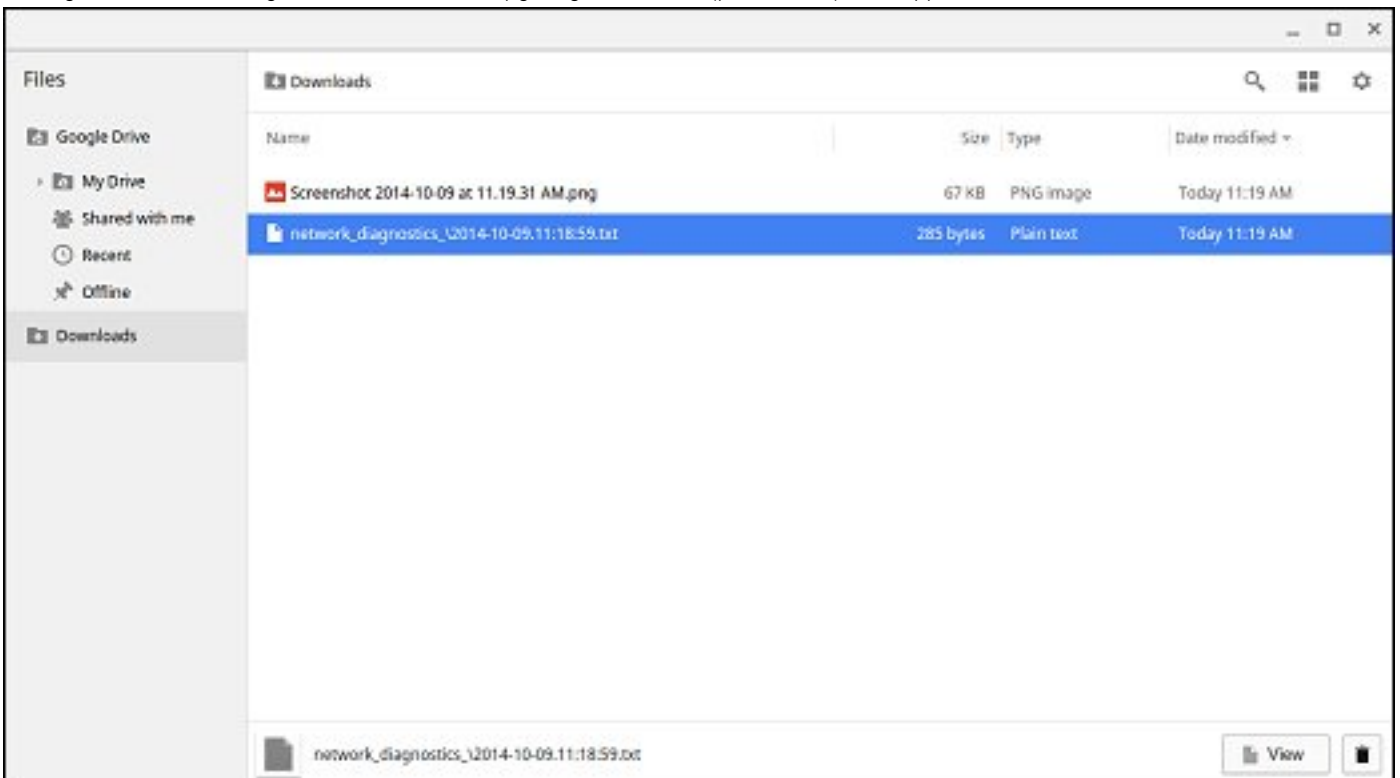 Files
Downloads
Google Drive
Name Size Type Date modified
My Drive
Screenshot 2014-10-09 at 11.19.31 AM.png 67 KB PNG image Today 11:19 AM
Shared with me
network_diagnostics_\2014-10-09.11:18:59.txt 285 bytes Plain text Today 11:19 AM
Recent
Offline
Downloads
network_diagnostics_\2014-10-09.11:18:59.txt View